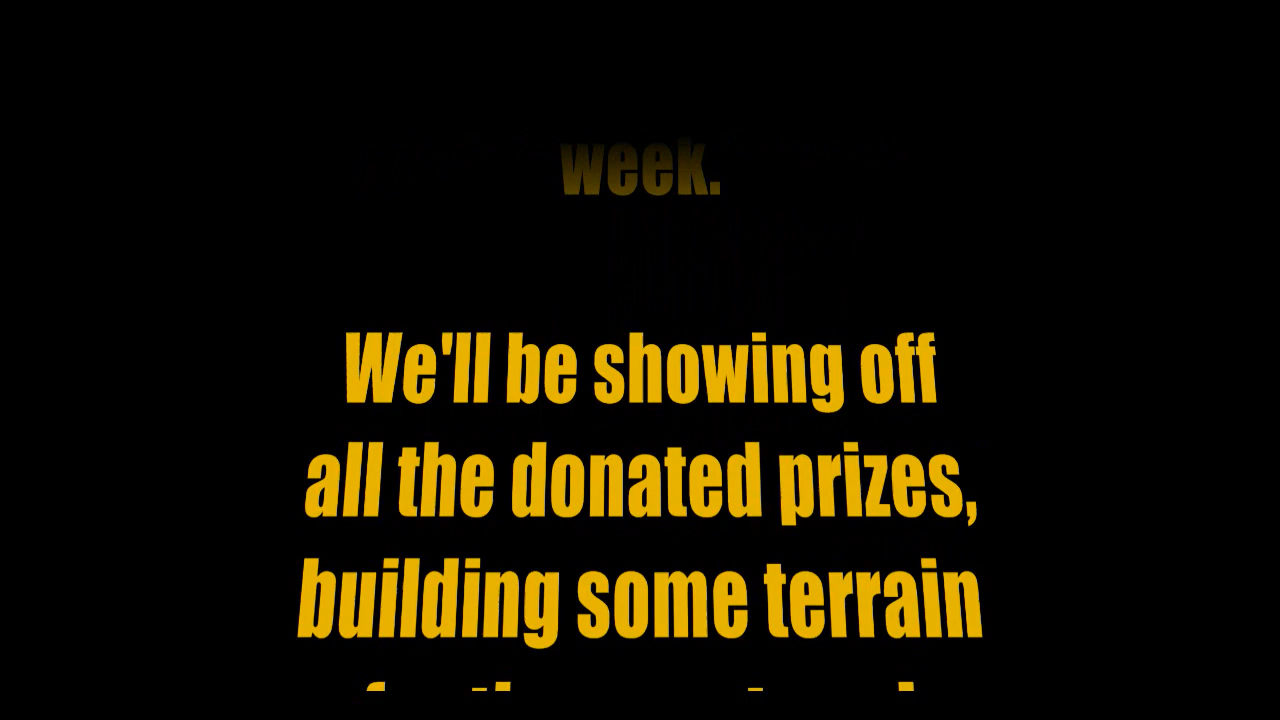 week.
We'll be showing off
all the donated prizes,
building some terrain